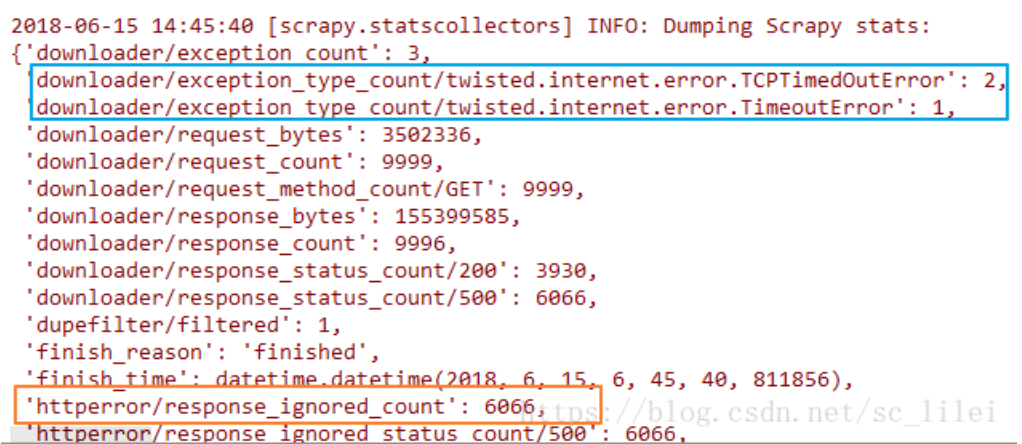 2018-06-15 14:45:40 [scrapy.statscollectors] INFO: Dumping Scrapy stats:
{'downloader/exception_count': 3,
'downloader/exception_type_count/twisted.internet.error.TCPTimedOutError': 2,
'downloader/exception_type_count/twisted.internet.error.TimeoutError': 1,
'downloader/request_bytes': 3502336,
'downloader/request_count': 9999,
'downloader/request_method_count/GET': 9999,
'downloader/response_bytes': 155399585,
'downloader/response_count': 9996,
'downloader/response_status_count/200': 3930,
'downloader/response_status_count/500': 6066,
'dupefilter/filtered': 1,
'finish_reason': 'finished',
'finish_time': datetime.datetime(2018, 6, 15, 6, 45, 40, 811856),
'httperror/response_ignored_count': 6066,
https://blog.csdn.net/sc_lilei
'httperror/response_ignored_status_count/500': 6066,